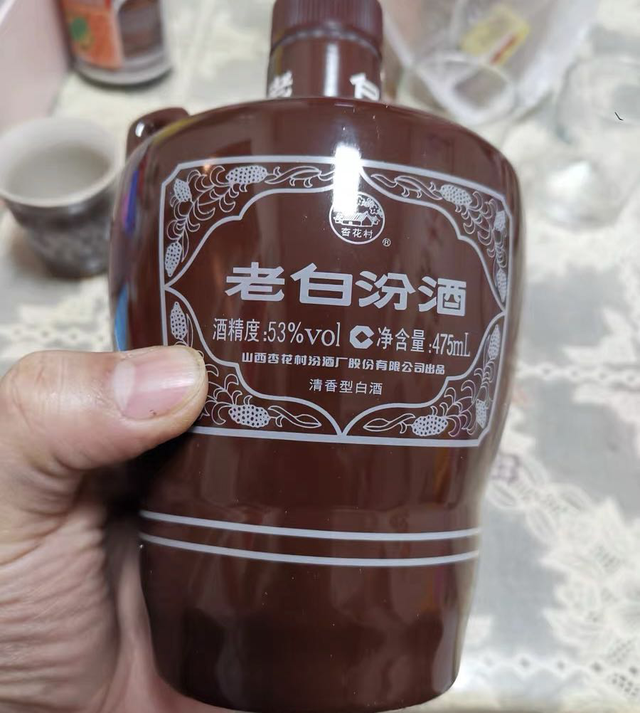 白
杏花村
®
老白汾酒
酒精度:53%vol 净含量:475mL
山西杏花村汾酒厂股份有限公司出品
清香型白酒